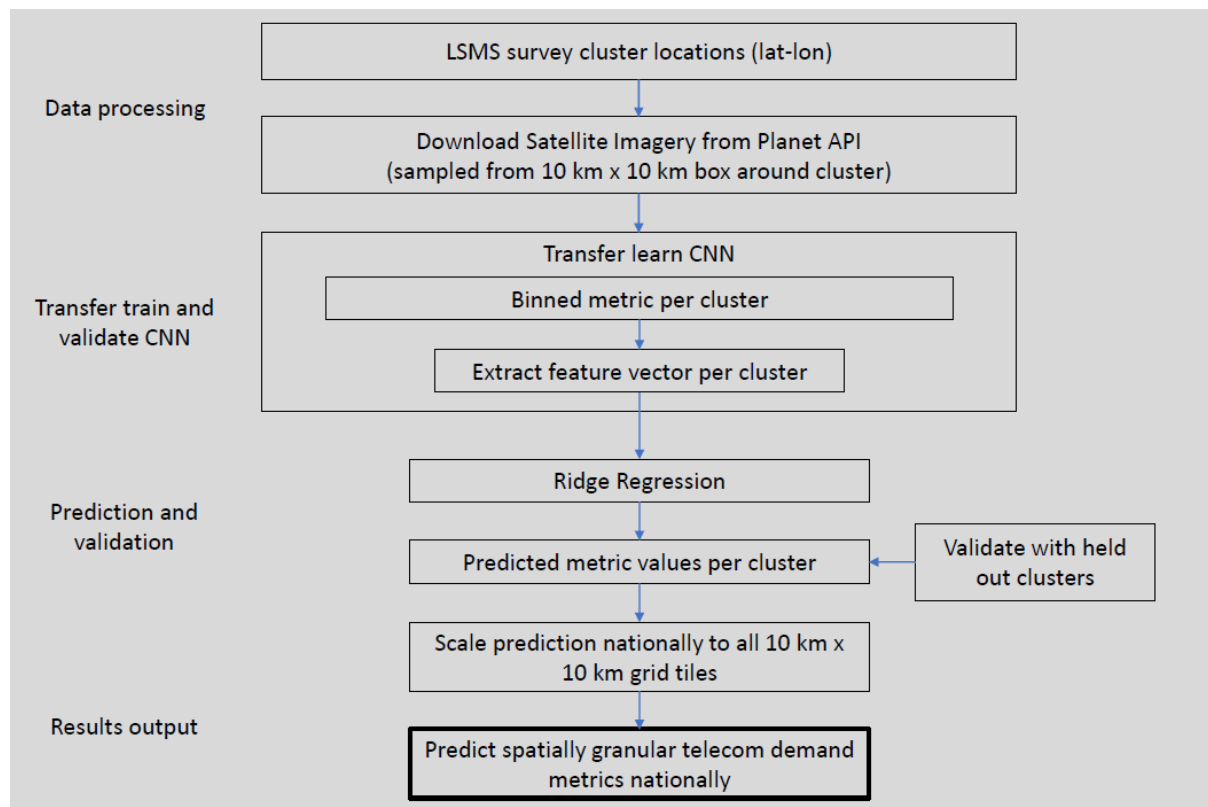 LSMS survey cluster locations (lat-lon)
Data processing
Download Satellite Imagery from Planet API
(sampled from 10 km x 10 km box around cluster)
Transfer learn CNN
Binned metric per cluster
Transfer train and
validate CNN
Extract feature vector per cluster
Ridge Regression
Prediction and
validation
Predicted metric values per cluster
Validate with held
out clusters
Scale prediction nationally to all 10 km x
10 km grid tiles
Results output
Predict spatially granular telecom demand
metrics nationally